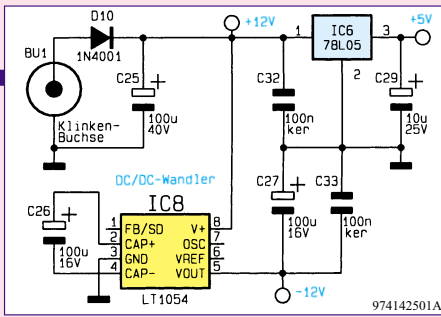 D10
+12V
IC6
78L05
+5V
1
3
2
BU1
1N4001
C25
+
100u
40V
C32
100n
ker
C29
+
10u
25V
Klinken-
Buchse
DC/DC-Wandler
C26
+
100u
16V
IC8
1 FB/SD V+ 8
2 CAP+ OSC 7
3 GND VREF 6
4 CAP- VOUT 5
LT1054
C27
+
100u
16V
C33
100n
ker
-12V
974142501A